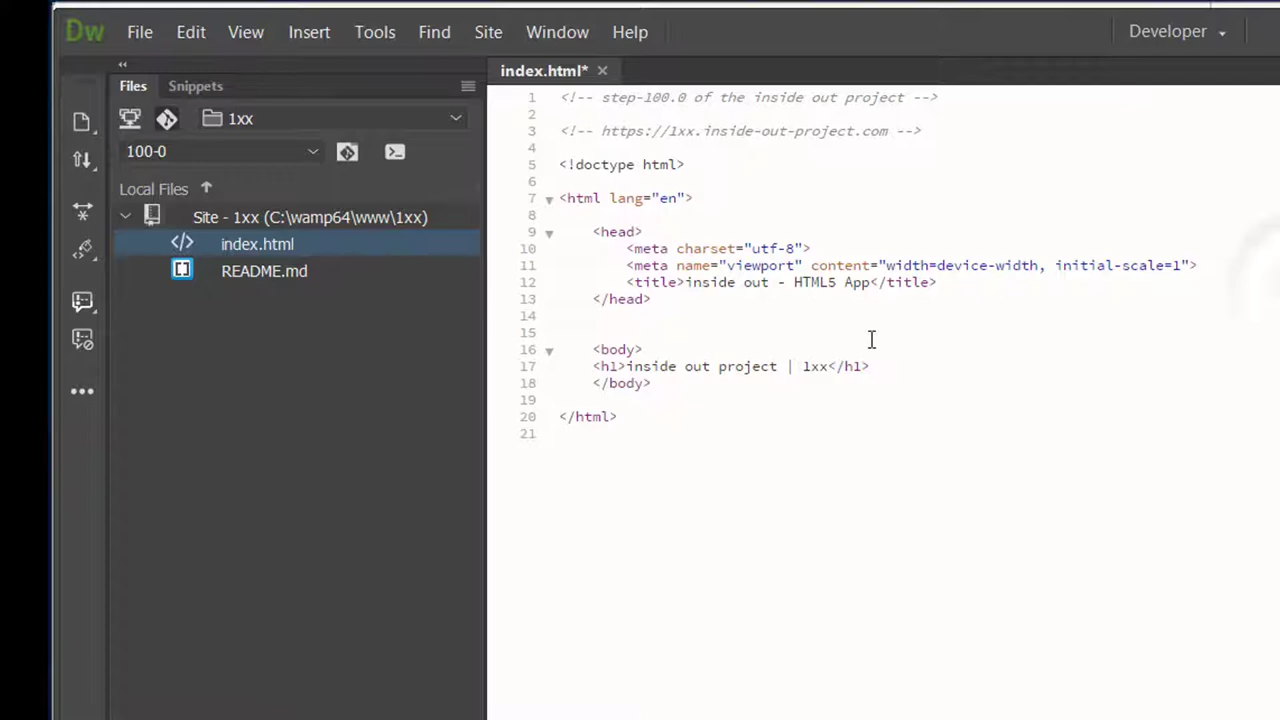 Dw File Edit View Insert Tools Find Site Window Help Developer
Files Snippets
1xx
100-0
Local Files
Site - 1xx (C:\wamp64\www\1xx)
</> index.html
README.md
index.html*
1 <!-- step-100.0 of the inside out project -->
2
3 <!-- https://1xx.inside-out-project.com -->
4
5 <!doctype html>
6
7 <html lang="en">
8
9 <head>
10 <meta charset="utf-8">
11 <meta name="viewport" content="width=device-width, initial-scale=1">
12 <title>inside out - HTML5 App</title>
13 </head>
14
15
16 <body>
17 <h1>inside out project | 1xx</h1>
18 </body>
19
20 </html>
21